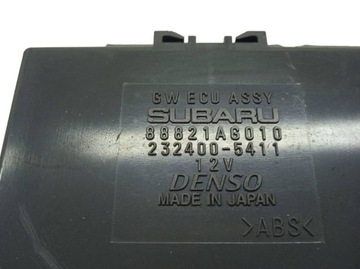 GW ECU ASSY
SUBARU
88821AG010
232400-5411
12V
DENSO
MADE IN JAPAN
>ABS<